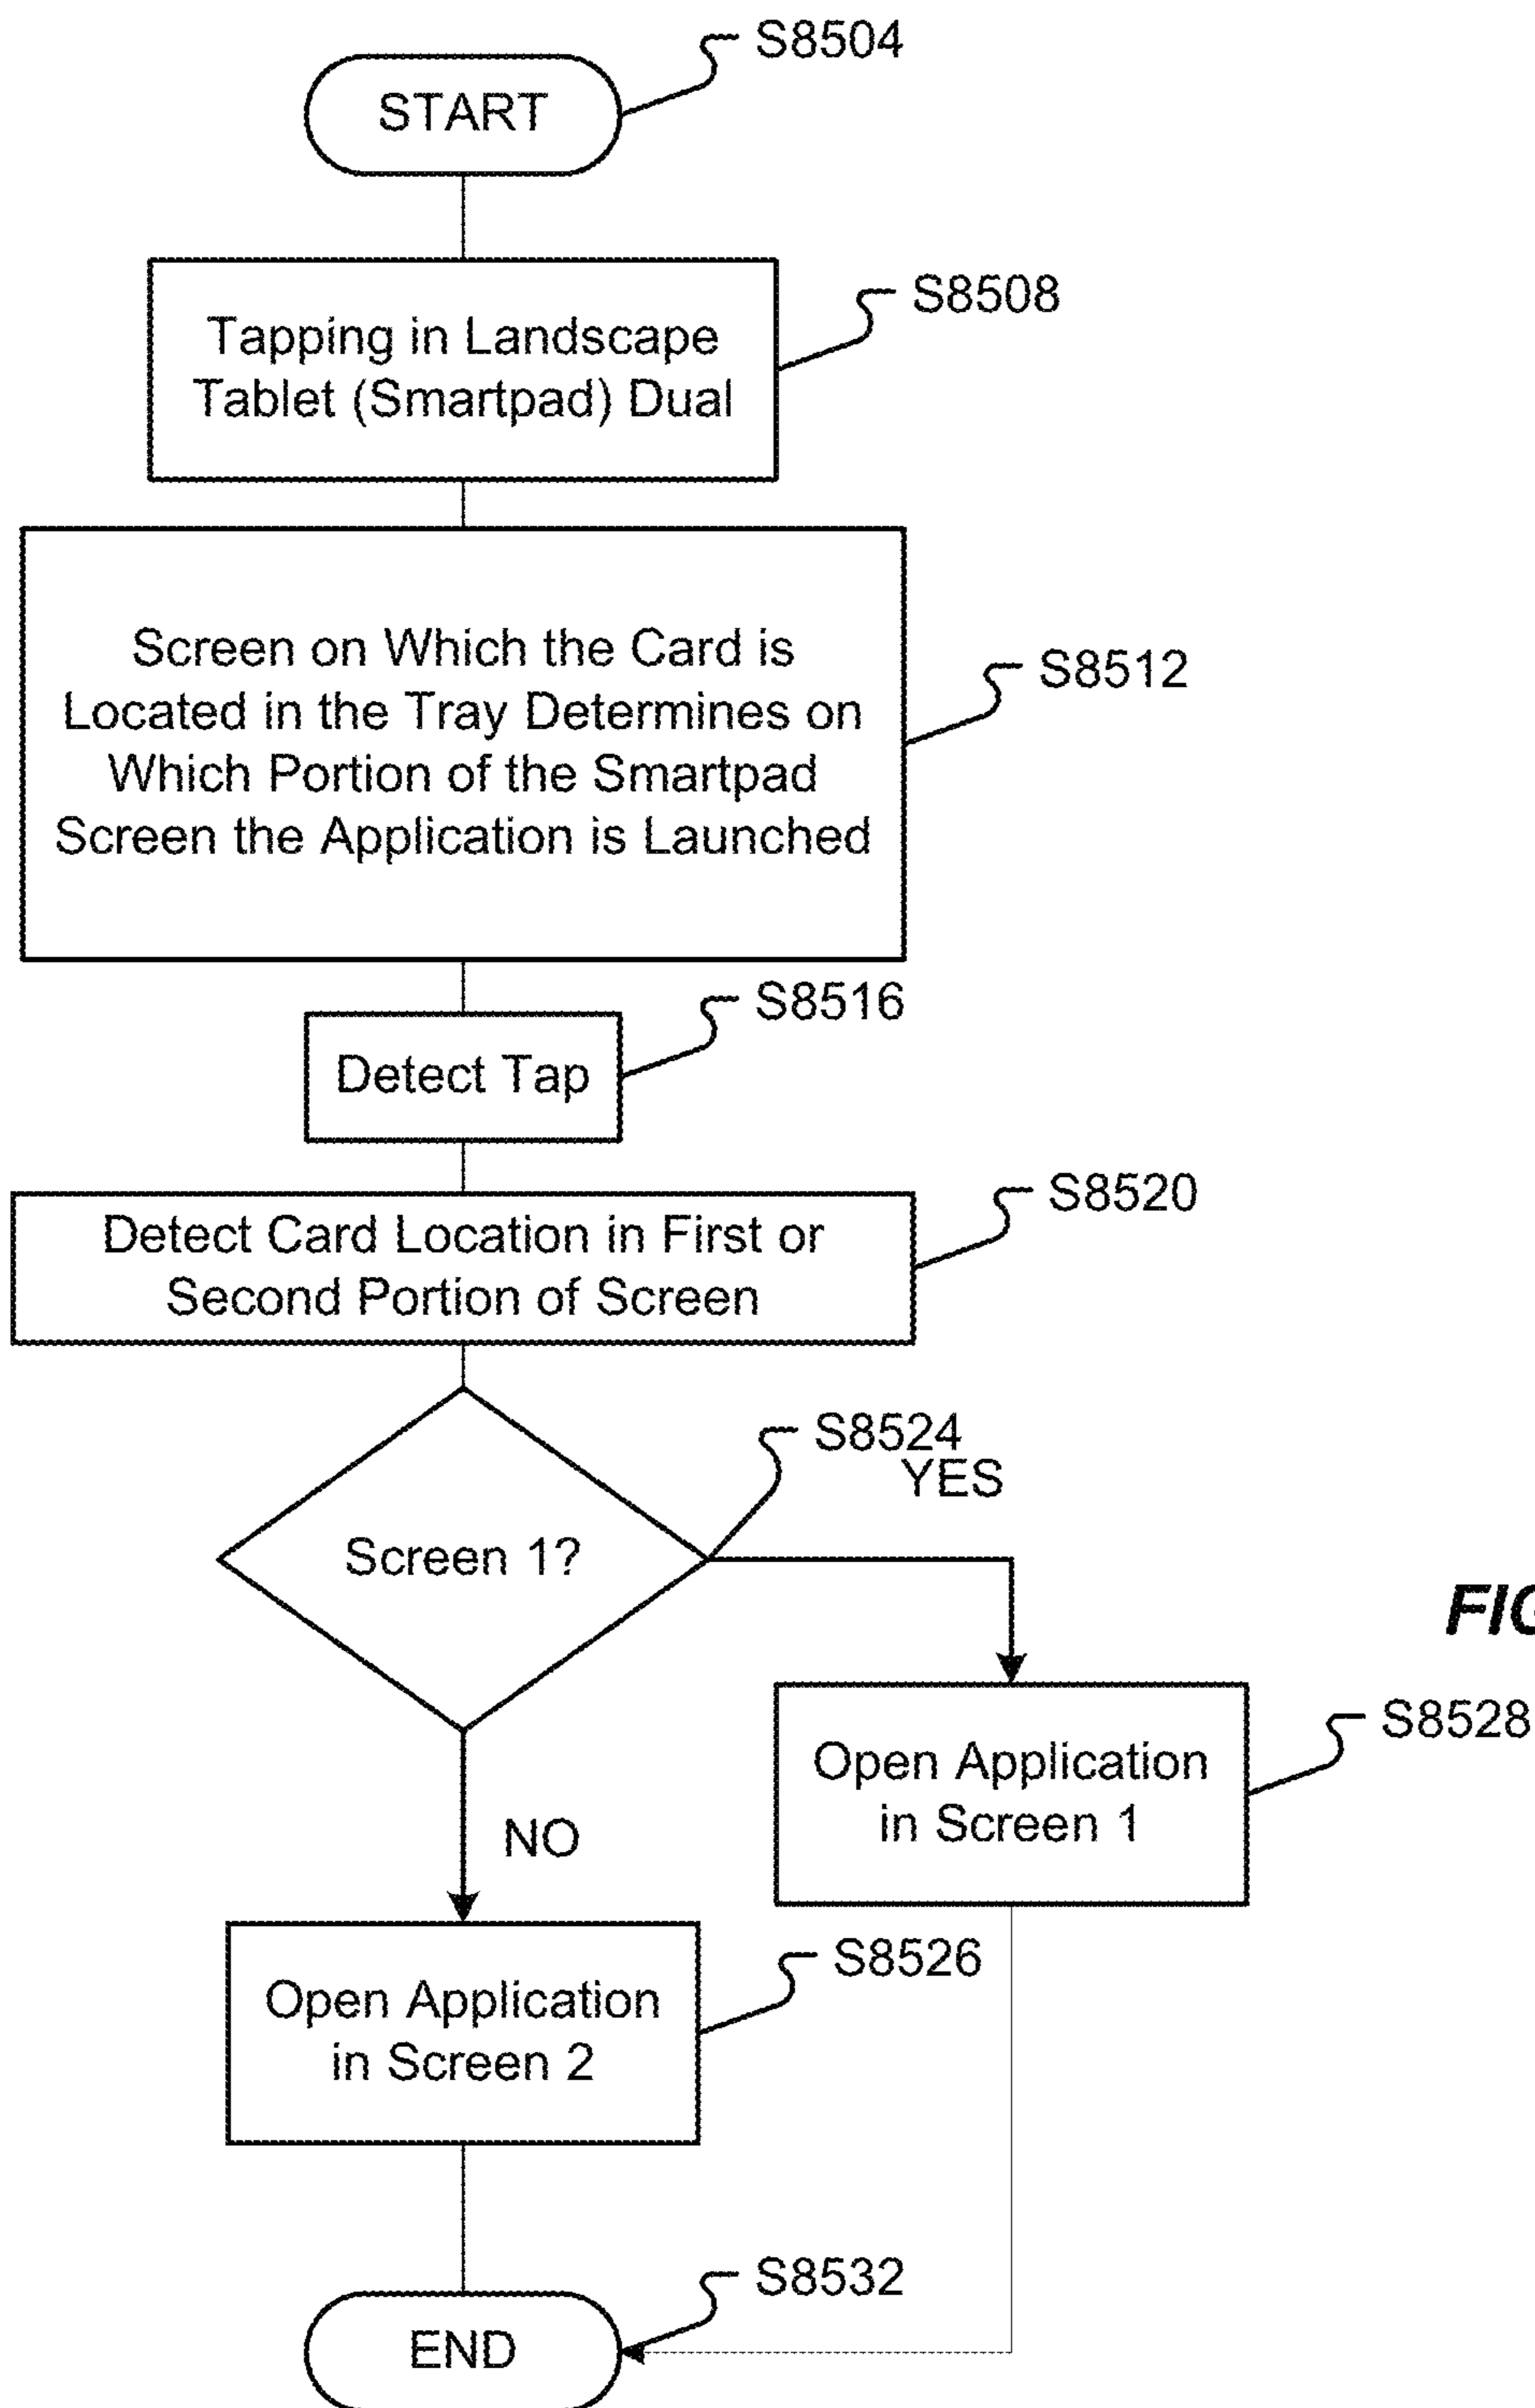 S8504
START
S8508
Tapping in Landscape
Tablet (Smartpad) Dual
Screen on Which the Card is
Located in the Tray Determines on
Which Portion of the Smartpad
Screen the Application is Launched
S8512
S8516
Detect Tap
S8520
Detect Card Location in First or
Second Portion of Screen
S8524
YES
Screen 1?
FIG
S8528
Open Application
in Screen 1
NO
S8526
Open Application
in Screen 2
S8532
END